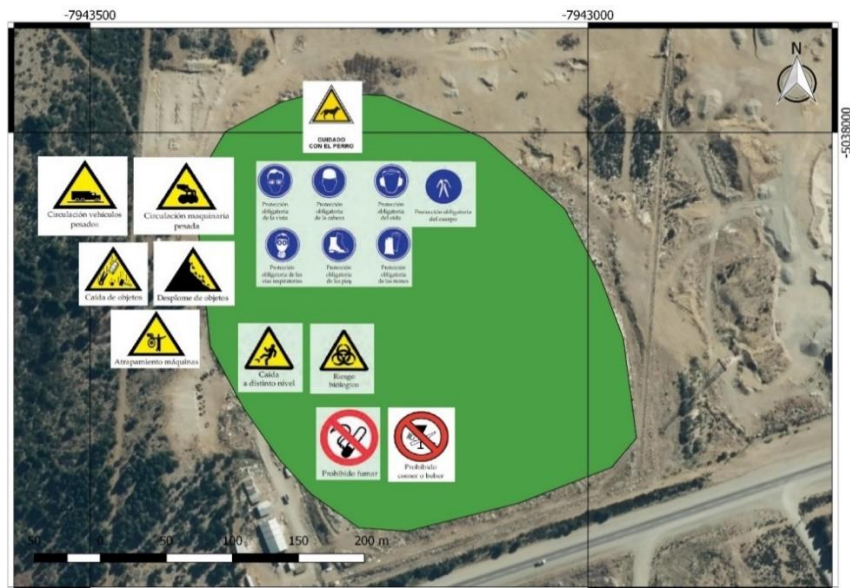 -7943500
-7943000
N
-5038000
CUIDADO
CON EL PERRO
Circulación vehículos
pesados
Circulación maquinaria
pesada
Protección
obligatoria
de la vista
Protección
obligatoria
de la cabeza
Protección
obligatoria
del oído
Protección obligatoria
del cuerpo
Protección
obligatoria de las
vías respiratorias
Protección
obligatoria
de los pies
Protección
obligatoria
de las manos
Caída de objetos
Desplome de objetos
Atrapamiento máquinas
Caída
a distinto nivel
Riesgo
biólogico
Prohibido fumar
Prohibido
comer o beber
50 0 50 100 150 200 m